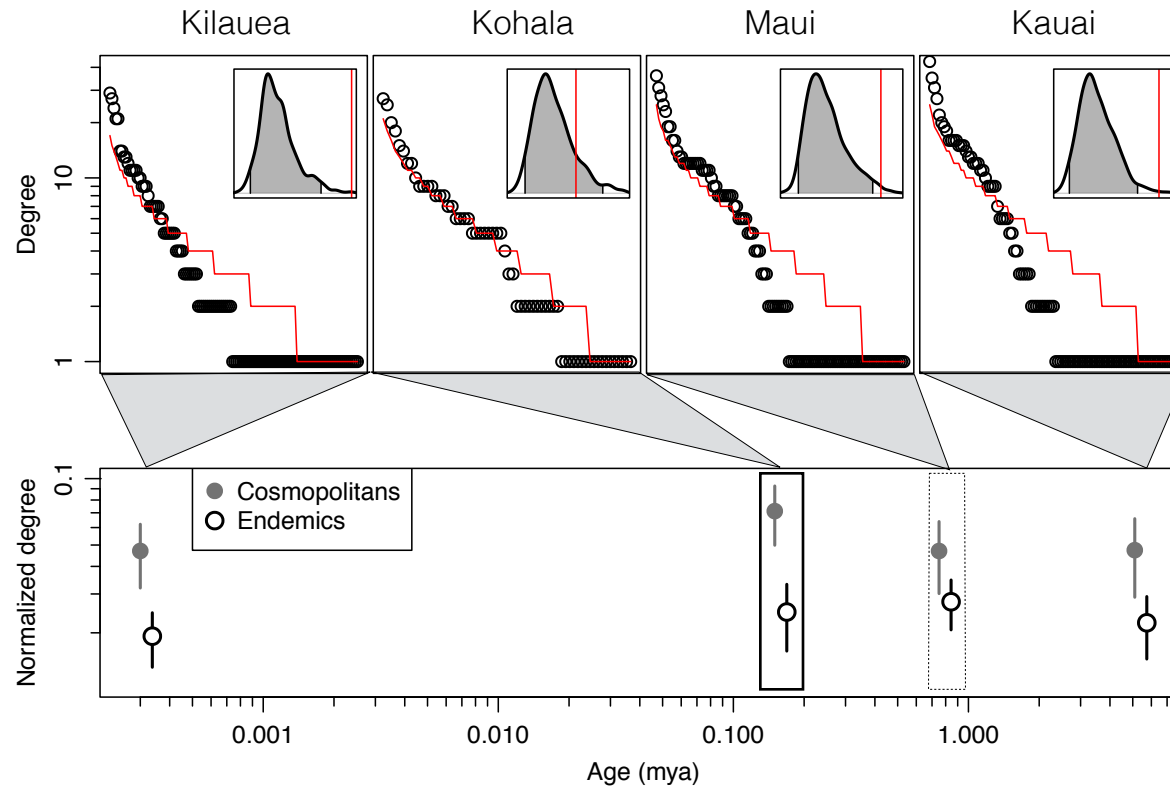 Kilauea Kohala Maui Kauai
Degree
10
1
Normalized degree
0.1
Cosmopolitans
Endemics
0.001 0.010 0.100 1.000
Age (mya)